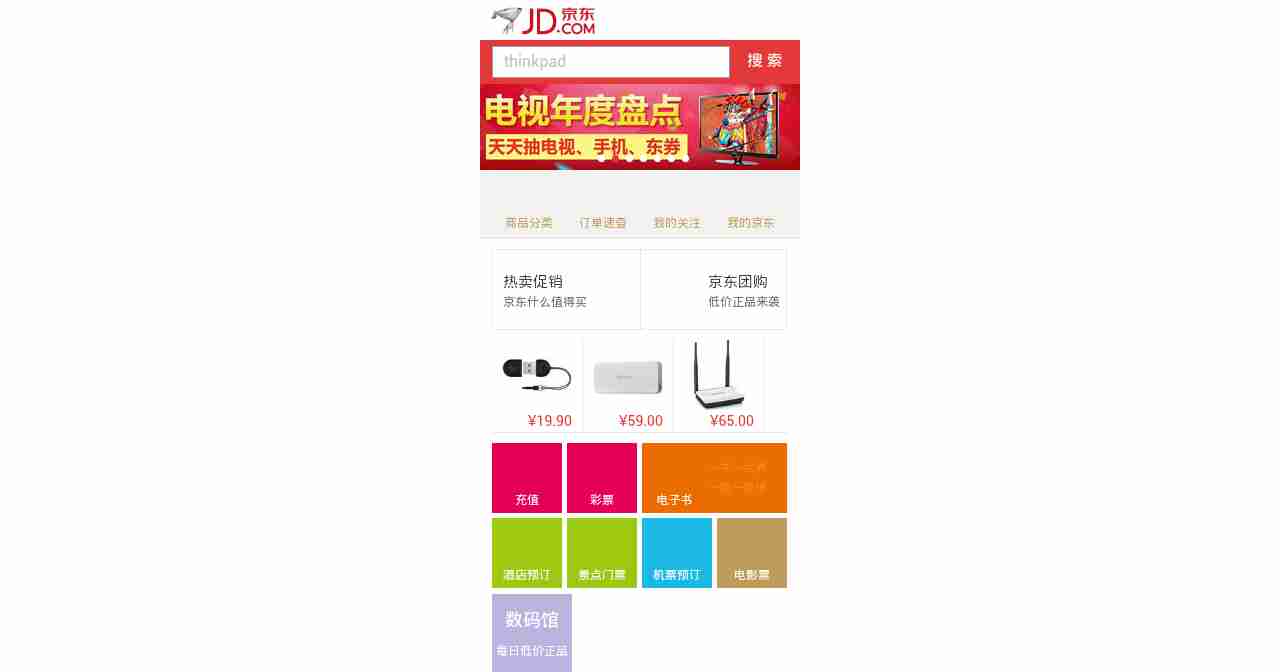 JD 京东
.COM
thinkpad
搜 索
电视年度盘点
天天抽电视、手机、东券
商品分类
订单速查
我的关注
我的京东
热卖促销
京东什么值得买
京东团购
低价正品来袭
¥19.90
¥59.00
¥65.00
充值
彩票
电子书
酒店预订
景点门票
机票预订
电影票
数码馆
每日低价正品